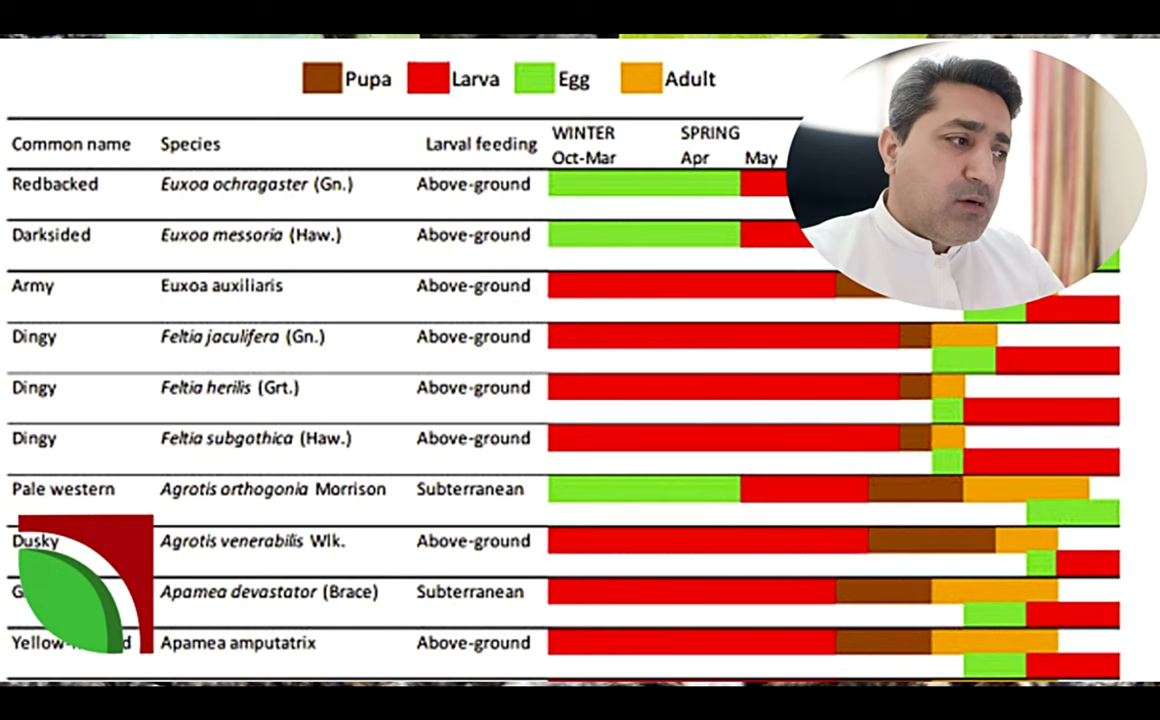 Pupa Larva Egg Adult
Common name Species Larval feeding WINTER SPRING
Oct-Mar Apr May
Redbacked Euxoa ochragaster (Gn.) Above-ground
Darksided Euxoa messoria (Haw.) Above-ground
Army Euxoa auxiliaris Above-ground
Dingy Feltia jaculifera (Gn.) Above-ground
Dingy Feltia herilis (Grt.) Above-ground
Dingy Feltia subgothica (Haw.) Above-ground
Pale western Agrotis orthogonia Morrison Subterranean
Dusky Agrotis venerabilis Wlk. Above-ground
Apamea devastator (Brace) Subterranean
Apamea amputatrix Above-ground